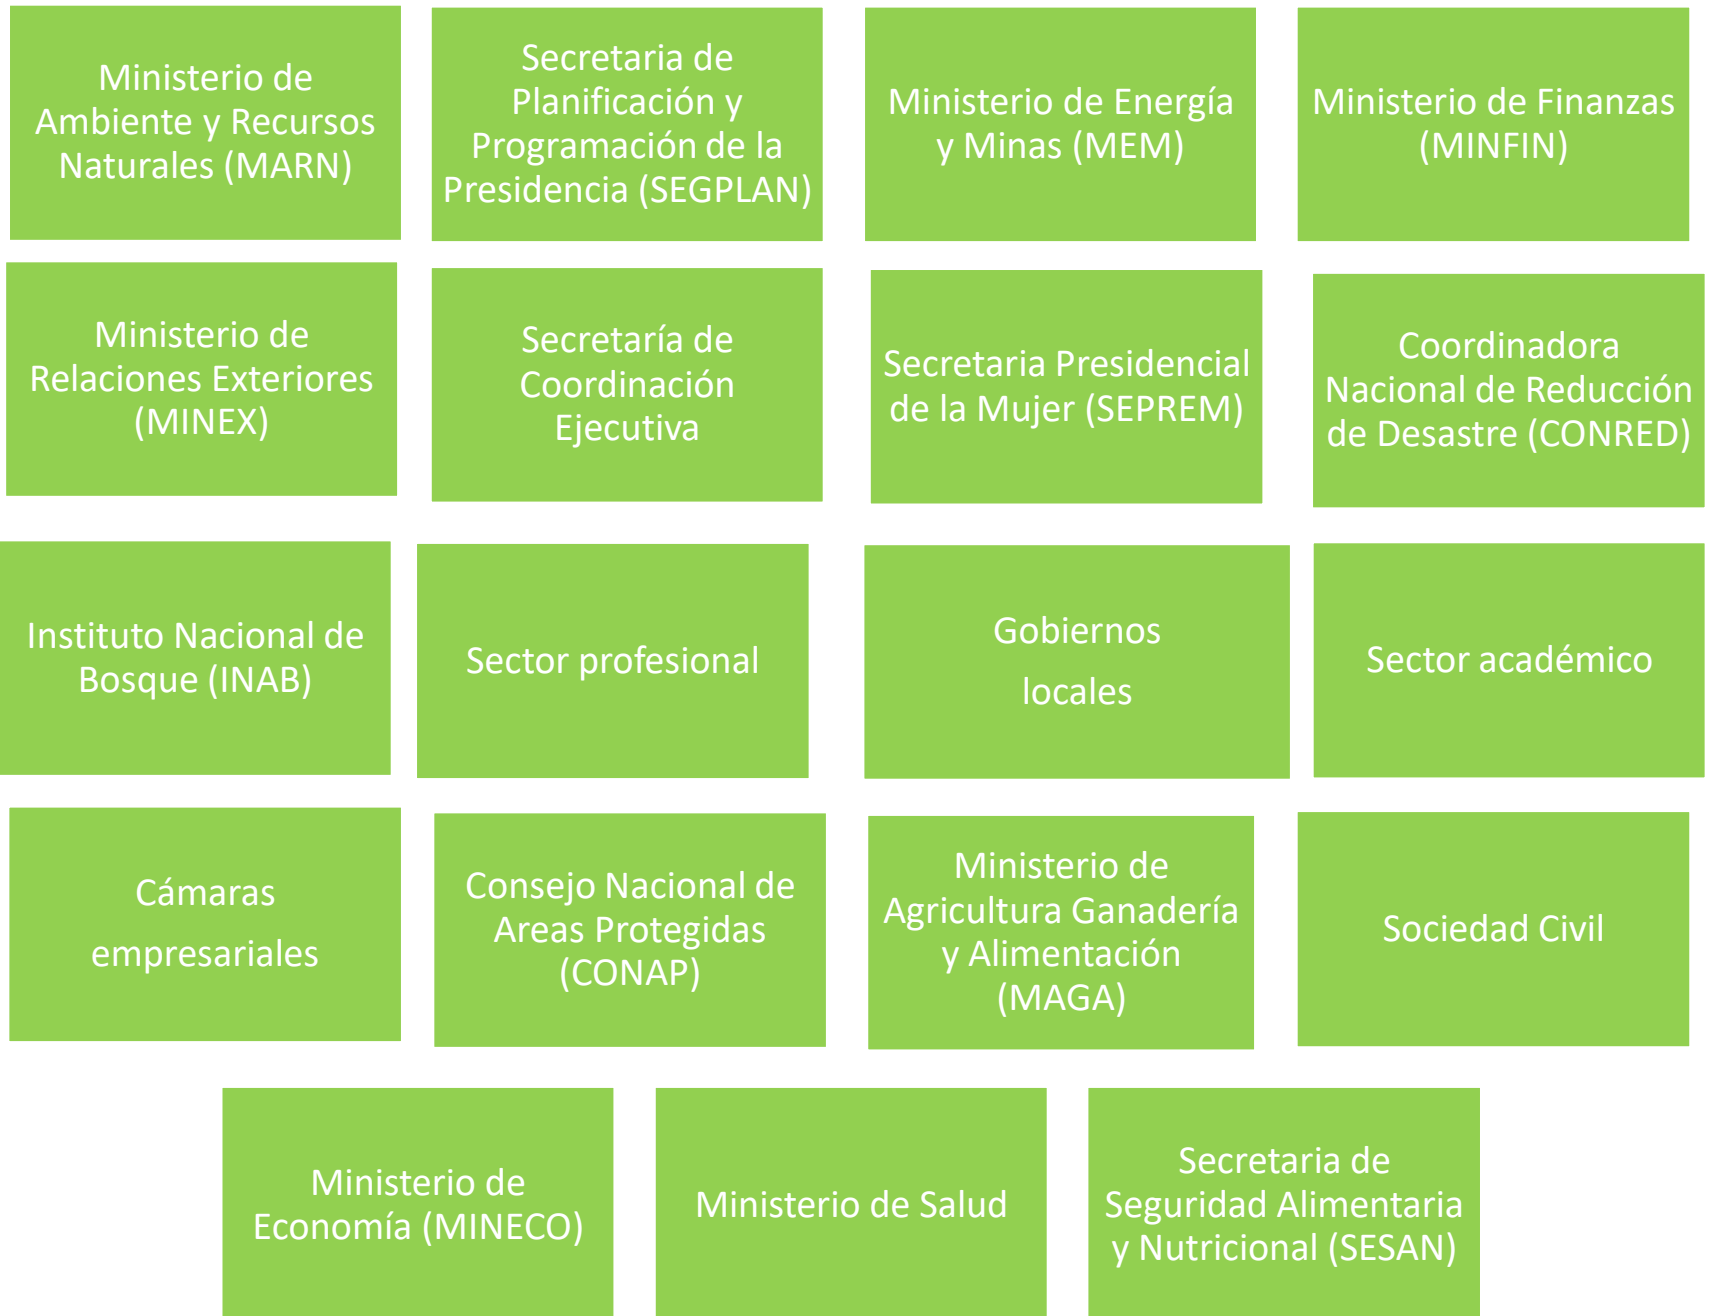 Ministerio de
Ambiente y Recursos
Naturales (MARN)
Secretaria de
Planificación y
Programación de la
Presidencia (SEGPLAN)
Ministerio de Energía
y Minas (MEM)
Ministerio de Finanzas
(MINFIN)
Ministerio de
Relaciones Exteriores
(MINEX)
Secretaría de
Coordinación
Ejecutiva
Secretaria Presidencial
de la Mujer (SEPREM)
Coordinadora
Nacional de Reducción
de Desastre (CONRED)
Instituto Nacional de
Bosque (INAB)
Sector profesional
Gobiernos
locales
Sector académico
Cámaras
empresariales
Consejo Nacional de
Areas Protegidas
(CONAP)
Ministerio de
Agricultura Ganadería
y Alimentación
(MAGA)
Sociedad Civil
Ministerio de
Economía (MINECO)
Ministerio de Salud
Secretaria de
Seguridad Alimentaria
y Nutricional (SESAN)